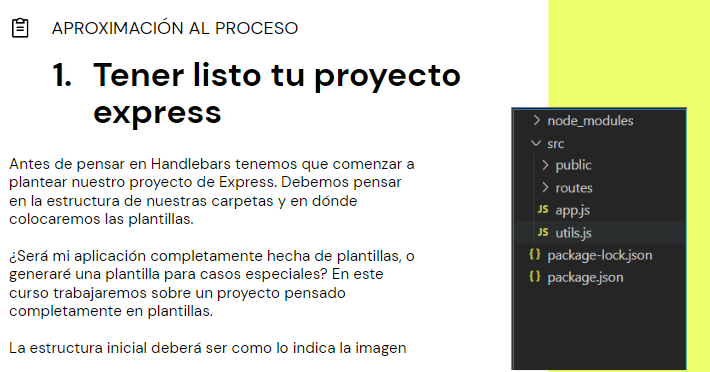 APROXIMACIÓN AL PROCESO
1. Tener listo tu proyecto
express
Antes de pensar en Handlebars tenemos que comenzar a
plantear nuestro proyecto de Express. Debemos pensar
en la estructura de nuestras carpetas y en dónde
colocaremos las plantillas.
¿Será mi aplicación completamente hecha de plantillas, o
generaré una plantilla para casos especiales? En este
curso trabajaremos sobre un proyecto pensado
completamente en plantillas.
La estructura inicial deberá ser como lo indica la imagen
node_modules
src
public
routes
JS app.js
JS utils.js
{} package-lock.json
{} package.json